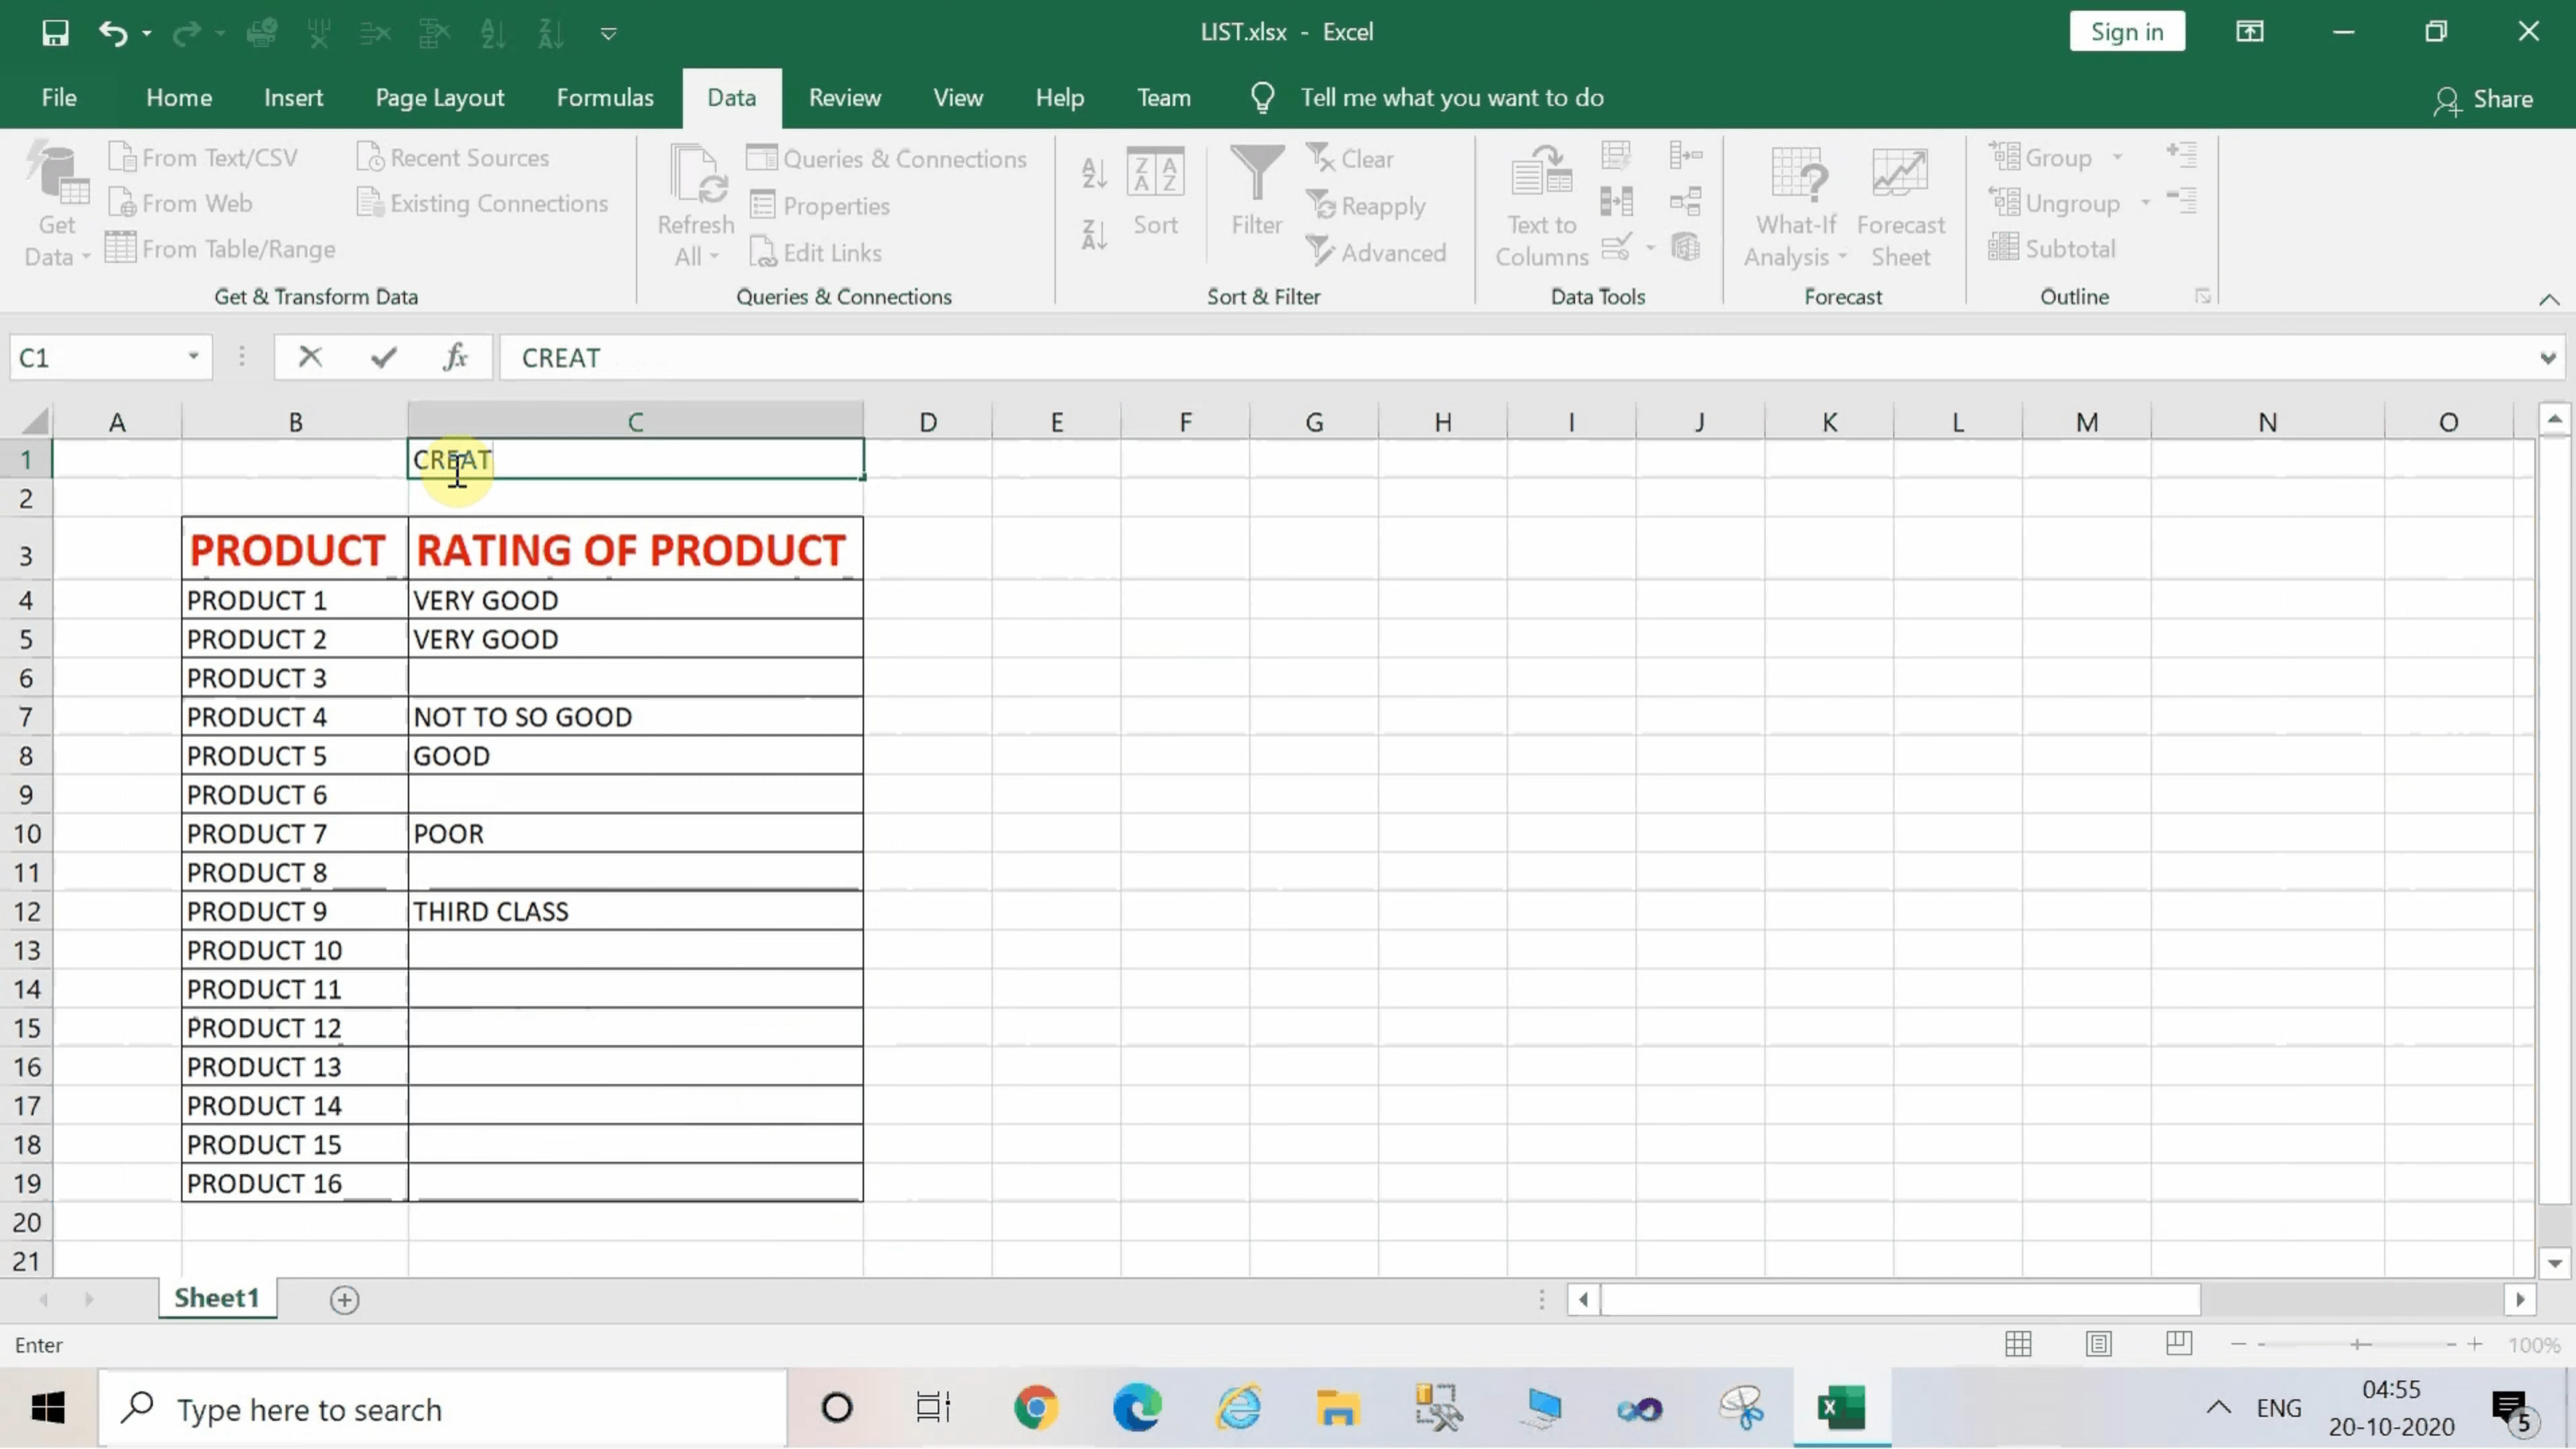 LIST.xlsx - Excel
Sign in
File Home Insert Page Layout Formulas Data Review View Help Team Tell me what you want to do Share
Get Data
From Text/CSV
From Web
From Table/Range
Recent Sources
Existing Connections
Get & Transform Data
Refresh All
Queries & Connections
Properties
Edit Links
Queries & Connections
Sort
Filter
Clear
Reapply
Advanced
Sort & Filter
Text to Columns
Data Tools
What-If Analysis
Forecast Sheet
Forecast
Group
Ungroup
Subtotal
Outline
C1 fx CREAT
A B C D E F G H I J K L M N O
1 CREAT
2
3 PRODUCT RATING OF PRODUCT
4 PRODUCT 1 VERY GOOD
5 PRODUCT 2 VERY GOOD
6 PRODUCT 3
7 PRODUCT 4 NOT TO SO GOOD
8 PRODUCT 5 GOOD
9 PRODUCT 6
10 PRODUCT 7 POOR
11 PRODUCT 8
12 PRODUCT 9 THIRD CLASS
13 PRODUCT 10
14 PRODUCT 11
15 PRODUCT 12
16 PRODUCT 13
17 PRODUCT 14
18 PRODUCT 15
19 PRODUCT 16
20
21
Sheet1
Enter 100%
Type here to search
ENG
04:55
20-10-2020
5